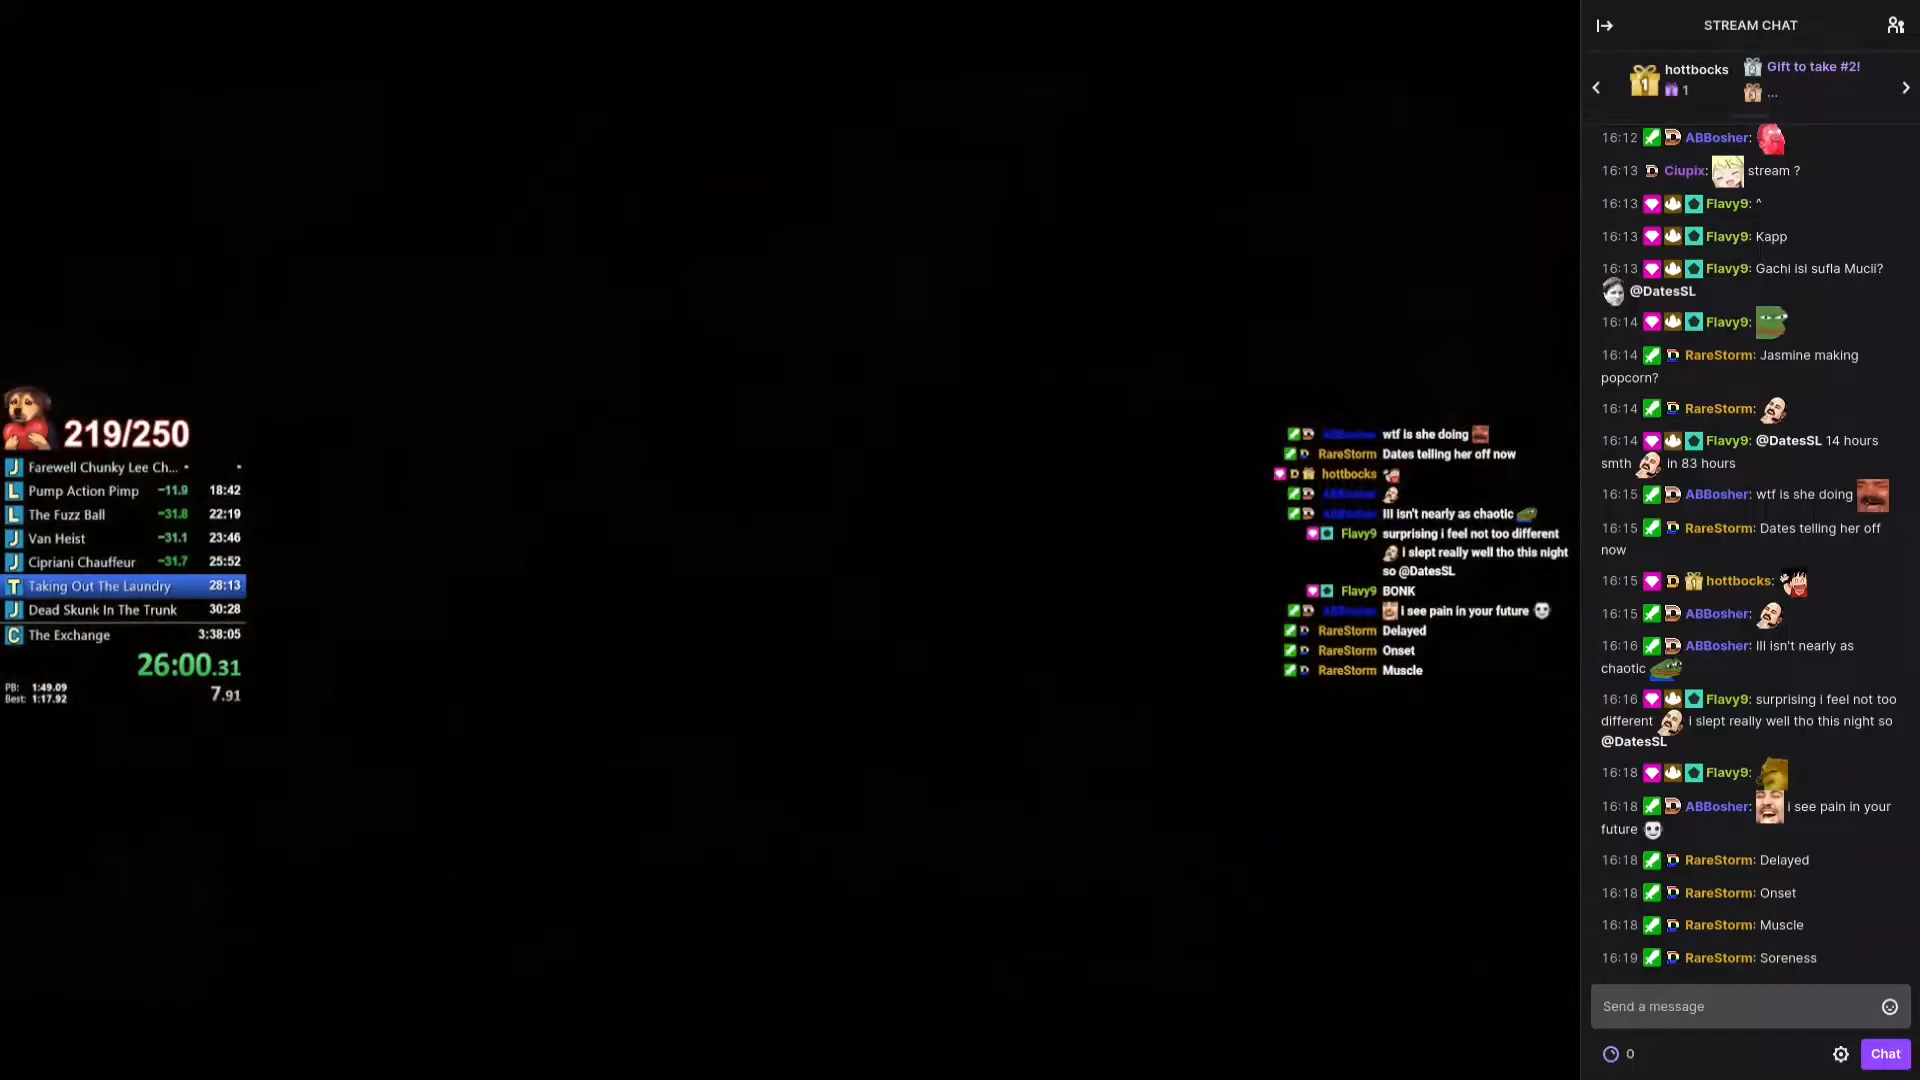 219/250
J Farewell Chunky Lee Ch... - -
L Pump Action Pimp −11.9 18:42
L The Fuzz Ball −31.8 22:19
J Van Heist −31.1 23:46
J Cipriani Chauffeur −31.7 25:52
T Taking Out The Laundry 28:13
J Dead Skunk In The Trunk 30:28
C The Exchange 3:38:05
26:00.31
PB: 1:49.09
Best: 1:17.92
7.91
ABBosher wtf is she doing
RareStorm Dates telling her off now
hottbocks
ABBosher
ABBosher III isn't nearly as chaotic
Flavy9 surprising i feel not too different
i slept really well tho this night
so @DatesSL
Flavy9 BONK
ABBosher i see pain in your future
RareStorm Delayed
RareStorm Onset
RareStorm Muscle
STREAM CHAT
hottbocks
1
Gift to take #2!
...
16:12 ABBosher:
16:13 Ciupix: stream ?
16:13 Flavy9: ^
16:13 Flavy9: Kapp
16:13 Flavy9: Gachi isi sufla Mucii?
@DatesSL
16:14 Flavy9:
16:14 RareStorm: Jasmine making
popcorn?
16:14 RareStorm:
16:14 Flavy9: @DatesSL 14 hours
smth in 83 hours
16:15 ABBosher: wtf is she doing
16:15 RareStorm: Dates telling her off
now
16:15 hottbocks:
16:15 ABBosher:
16:16 ABBosher: III isn't nearly as
chaotic
16:16 Flavy9: surprising i feel not too
different i slept really well tho this night so
@DatesSL
16:18 Flavy9:
16:18 ABBosher: i see pain in your
future
16:18 RareStorm: Delayed
16:18 RareStorm: Onset
16:18 RareStorm: Muscle
16:19 RareStorm: Soreness
Send a message
0
Chat